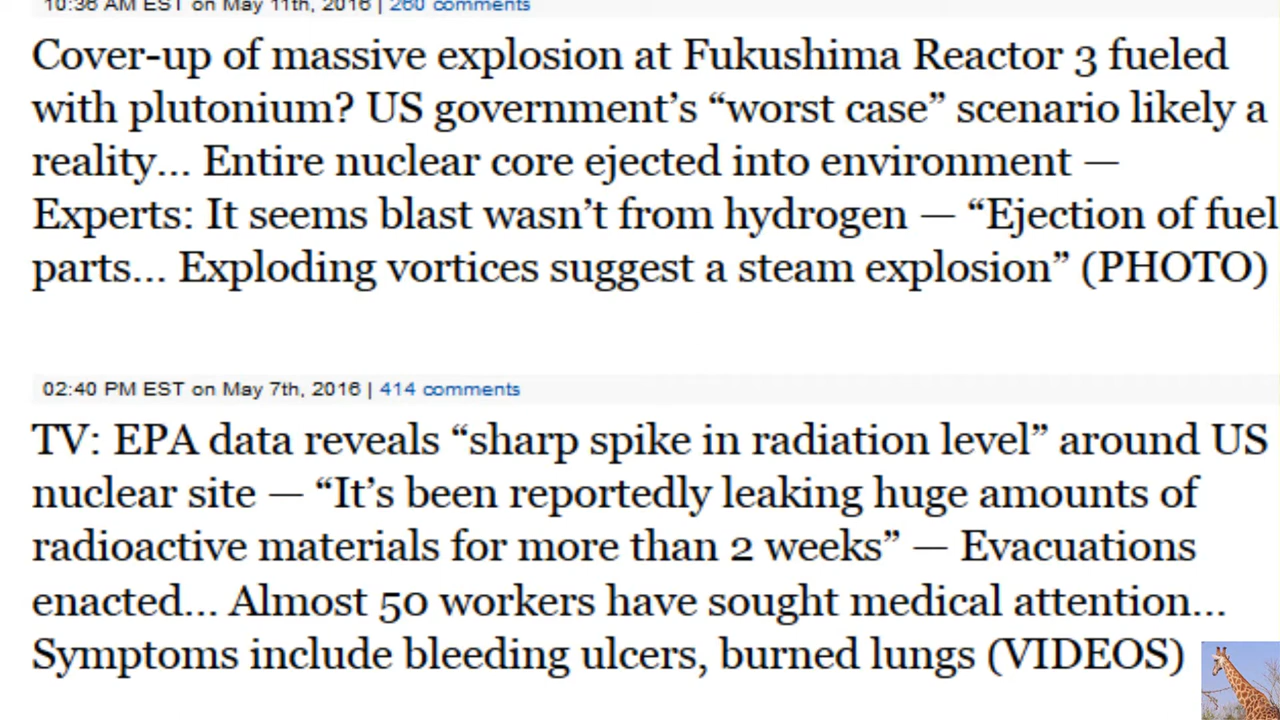 10:36 AM EST on May 11th, 2016 | 260 comments
Cover-up of massive explosion at Fukushima Reactor 3 fueled
with plutonium? US government’s “worst case” scenario likely a
reality… Entire nuclear core ejected into environment —
Experts: It seems blast wasn’t from hydrogen — “Ejection of fuel
parts… Exploding vortices suggest a steam explosion” (PHOTO)
02:40 PM EST on May 7th, 2016 | 414 comments
TV: EPA data reveals “sharp spike in radiation level” around US
nuclear site — “It’s been reportedly leaking huge amounts of
radioactive materials for more than 2 weeks” — Evacuations
enacted… Almost 50 workers have sought medical attention…
Symptoms include bleeding ulcers, burned lungs (VIDEOS)